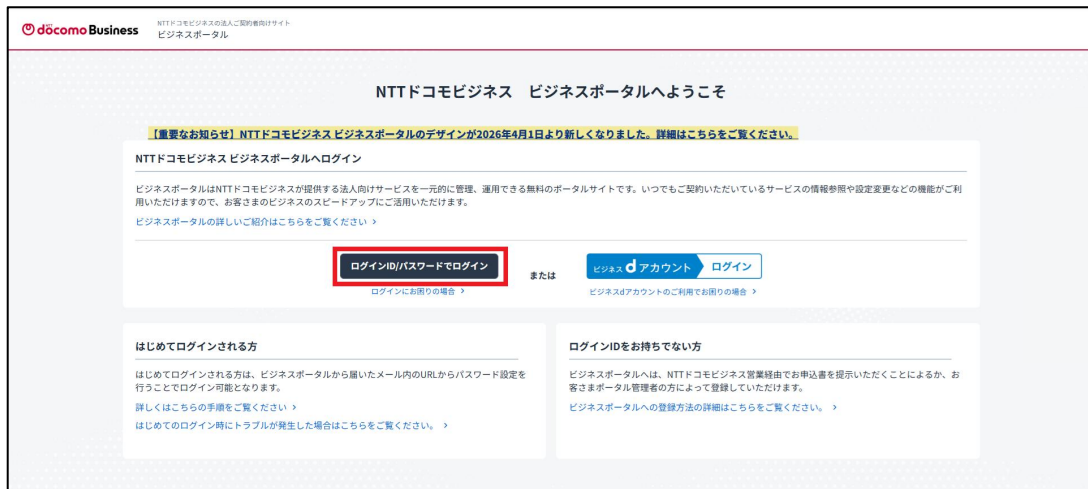 NTT döcomo Business
NTTドコモビジネスの法人ご契約者向けサイト
ビジネスポータル
NTTドコモビジネス　ビジネスポータルへようこそ
【重要なお知らせ】NTTドコモビジネス ビジネスポータルのデザインが2026年4月1日より新しくなりました。詳細はこちらをご覧ください。
NTTドコモビジネス ビジネスポータルへログイン
ビジネスポータルはNTTドコモビジネスが提供する法人向けサービスを一元的に管理、運用できる無料のポータルサイトです。いつでもご契約いただいているサービスの情報参照や設定変更などの機能がご利
用いただけますので、お客さまのビジネスのスピードアップにご活用いただけます。
ビジネスポータルの詳しいご紹介はこちらをご覧ください ›
ログインID/パスワードでログイン
または
ビジネス dアカウント ログイン
ログインにお困りの場合 ›
ビジネスdアカウントのご利用でお困りの場合 ›
はじめてログインされる方
はじめてログインされる方は、ビジネスポータルから届いたメール内のURLからパスワード設定を
行うことでログイン可能となります。
詳しくはこちらの手順をご覧ください ›
はじめてのログイン時にトラブルが発生した場合はこちらをご覧ください。 ›
ログインIDをお持ちでない方
ビジネスポータルへは、NTTドコモビジネス営業経由でお申込書を提示いただくことによるか、お
客さまポータル管理者の方によって登録していただけます。
ビジネスポータルへの登録方法の詳細はこちらをご覧ください。 ›